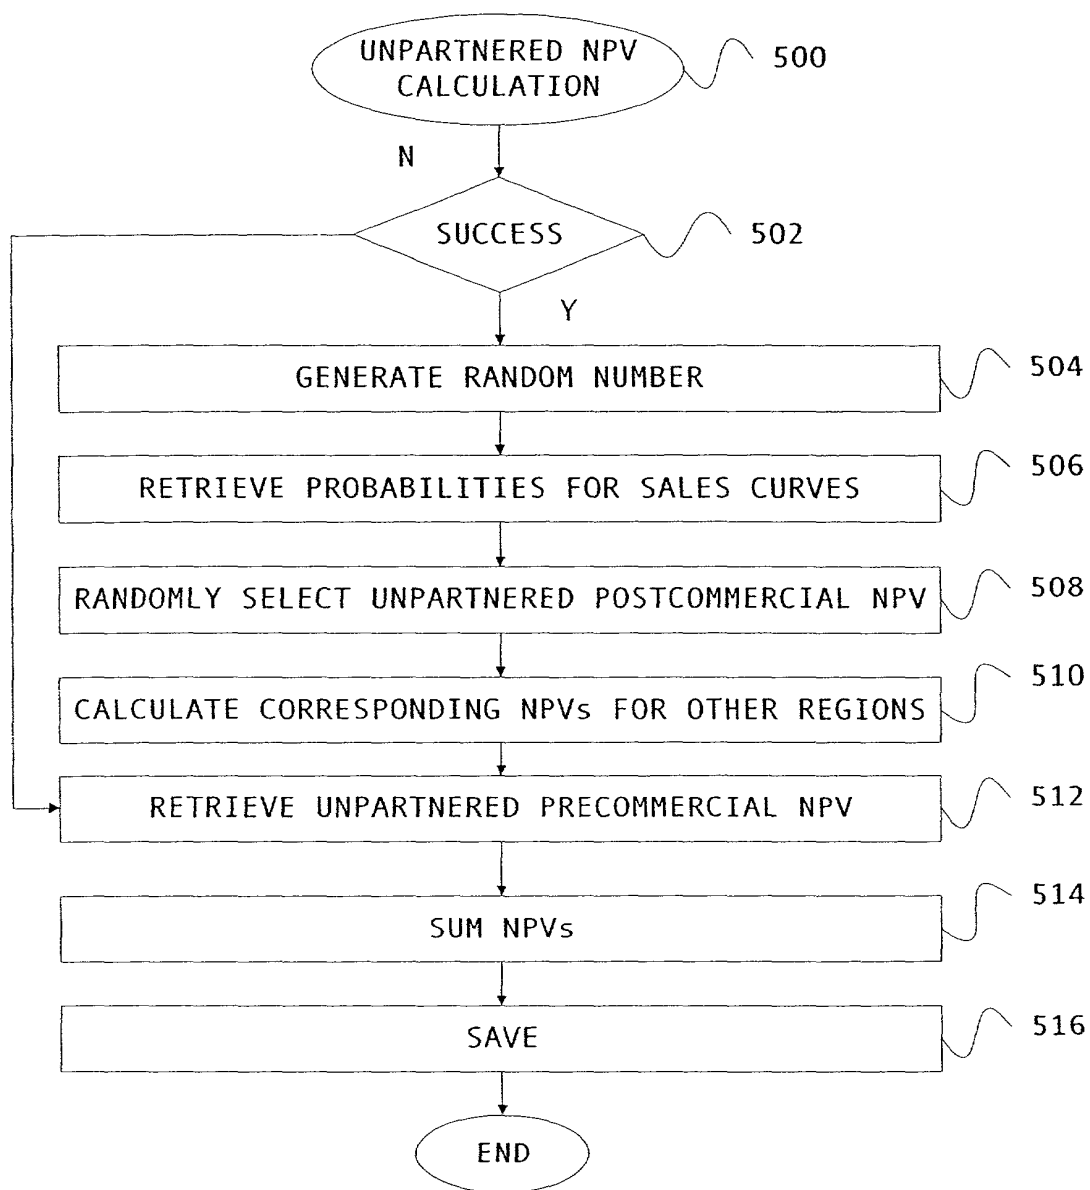 UNPARTNERED NPV
CALCULATION
500
N
SUCCESS
502
Y
GENERATE RANDOM NUMBER
504
RETRIEVE PROBABILITIES FOR SALES CURVES
506
RANDOMLY SELECT UNPARTNERED POSTCOMMERCIAL NPV
508
CALCULATE CORRESPONDING NPVs FOR OTHER REGIONS
510
RETRIEVE UNPARTNERED PRECOMMERCIAL NPV
512
SUM NPVs
514
SAVE
516
END